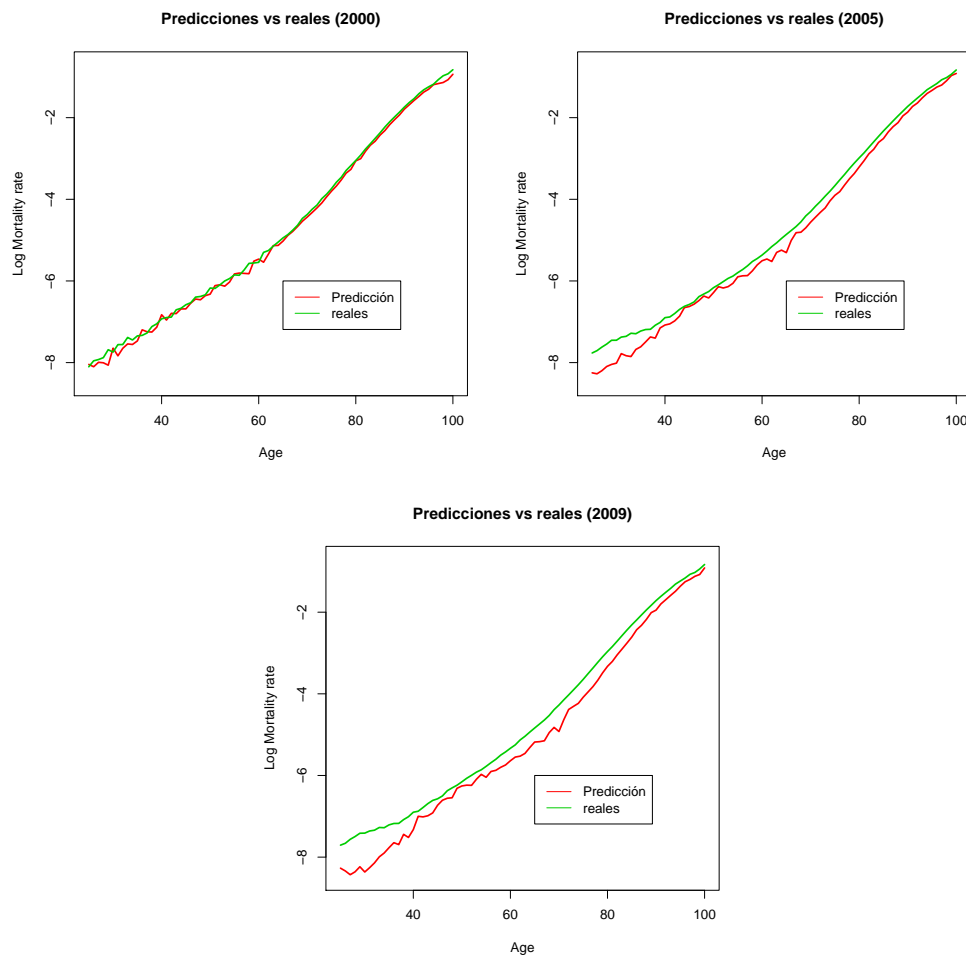 Predicciones vs reales (2000)
Log Mortality rate
-2
-4
-6
-8
Predicción
reales
40
60
80
100
Age
Predicciones vs reales (2005)
Log Mortality rate
-2
-4
-6
-8
Predicción
reales
40
60
80
100
Age
Predicciones vs reales (2009)
Log Mortality rate
-2
-4
-6
-8
Predicción
reales
40
60
80
100
Age